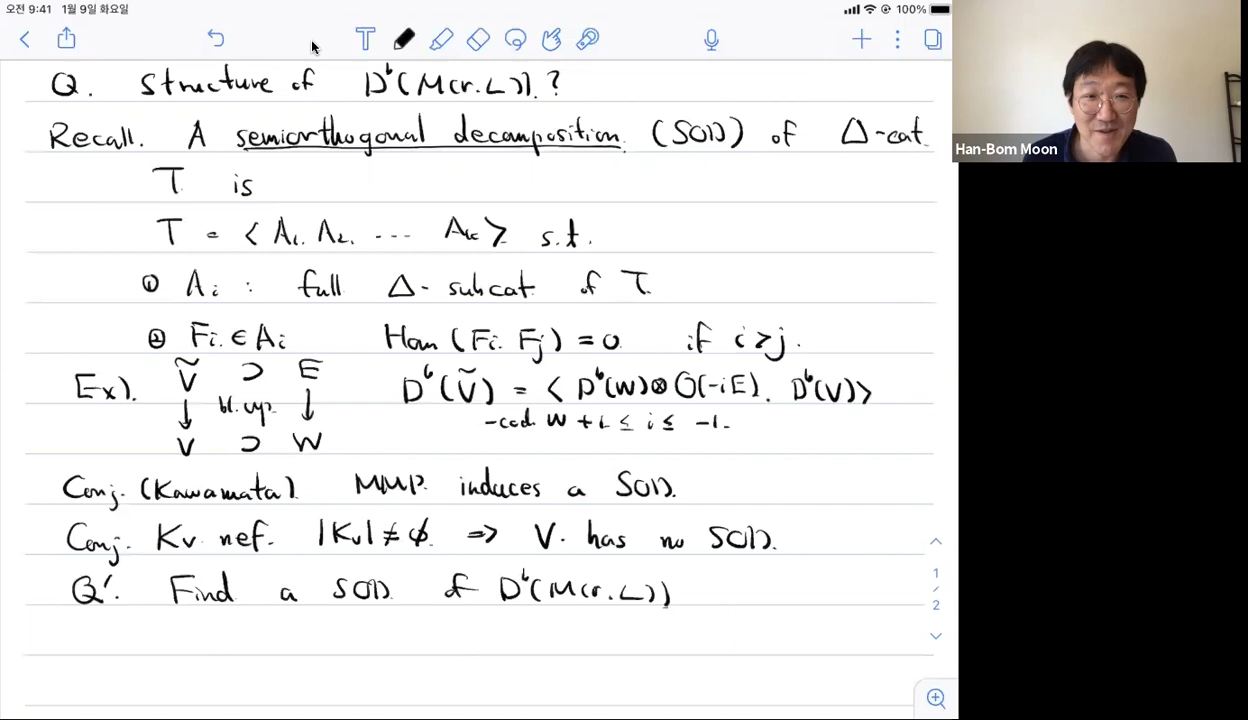 오전 9:41 1월 9일 화요일
100%
Q. Structure of D^b(M(r.L)).?
Recall. A semiorthogonal decomposition. (SOD) of Δ-cat.
T is
T = < A_1. A_2. ... A_k > s.t.
① A_i : full Δ-subcat of T
② F_i. ∈ A_i Hom (F_i. F_j) = 0. if i > j.
Ex). Ṽ ⊃ E D^b(Ṽ) = < D^b(W)⊗O(-iE). D^b(V)>
↓ bl.up. ↓ -cod. W + 1 ≤ i ≤ -1.
V ⊃ W
Conj. (Kawamata). MMP. induces a SOD.
Conj. K_V nef. |K_V| ≠ ϕ. ⇒ V. has no SOD.
Q'. Find a SOD. of D^b(M(r.L))
Han-Bom Moon
1
/
2